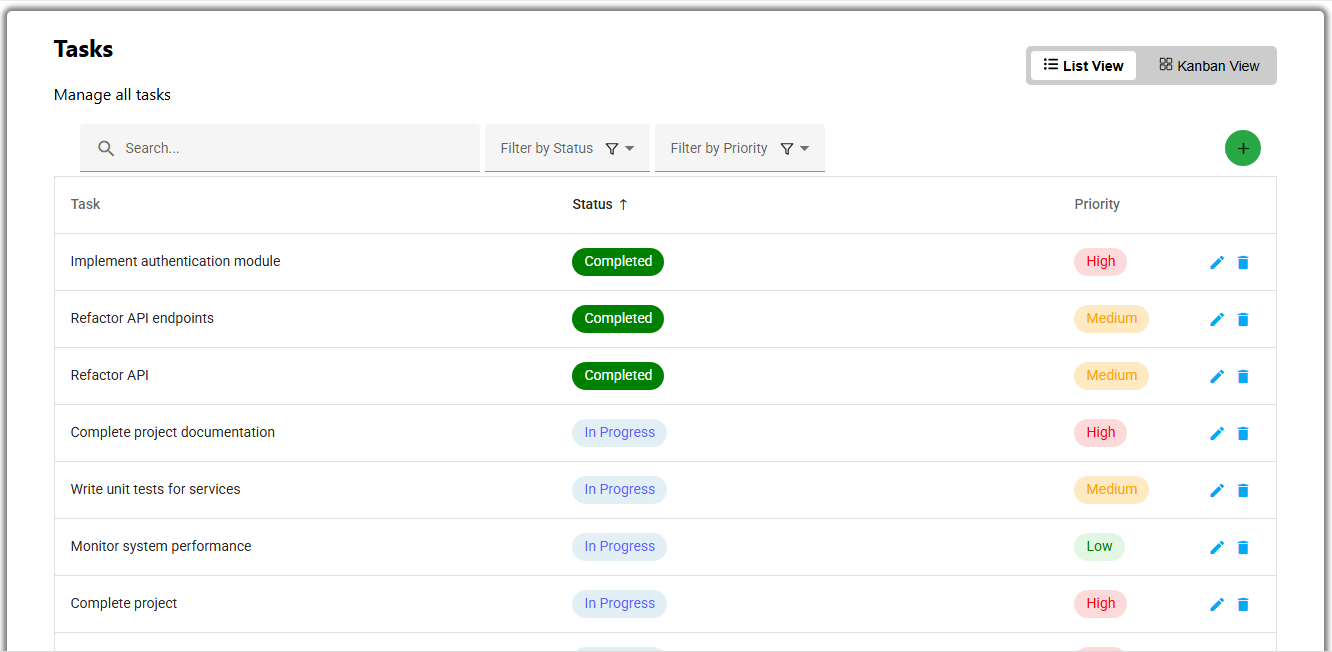 Tasks
List View
Kanban View
Manage all tasks
Search...
Filter by Status
Filter by Priority
+
Task Status ↑ Priority
Implement authentication module Completed High
Refactor API endpoints Completed Medium
Refactor API Completed Medium
Complete project documentation In Progress High
Write unit tests for services In Progress Medium
Monitor system performance In Progress Low
Complete project In Progress High